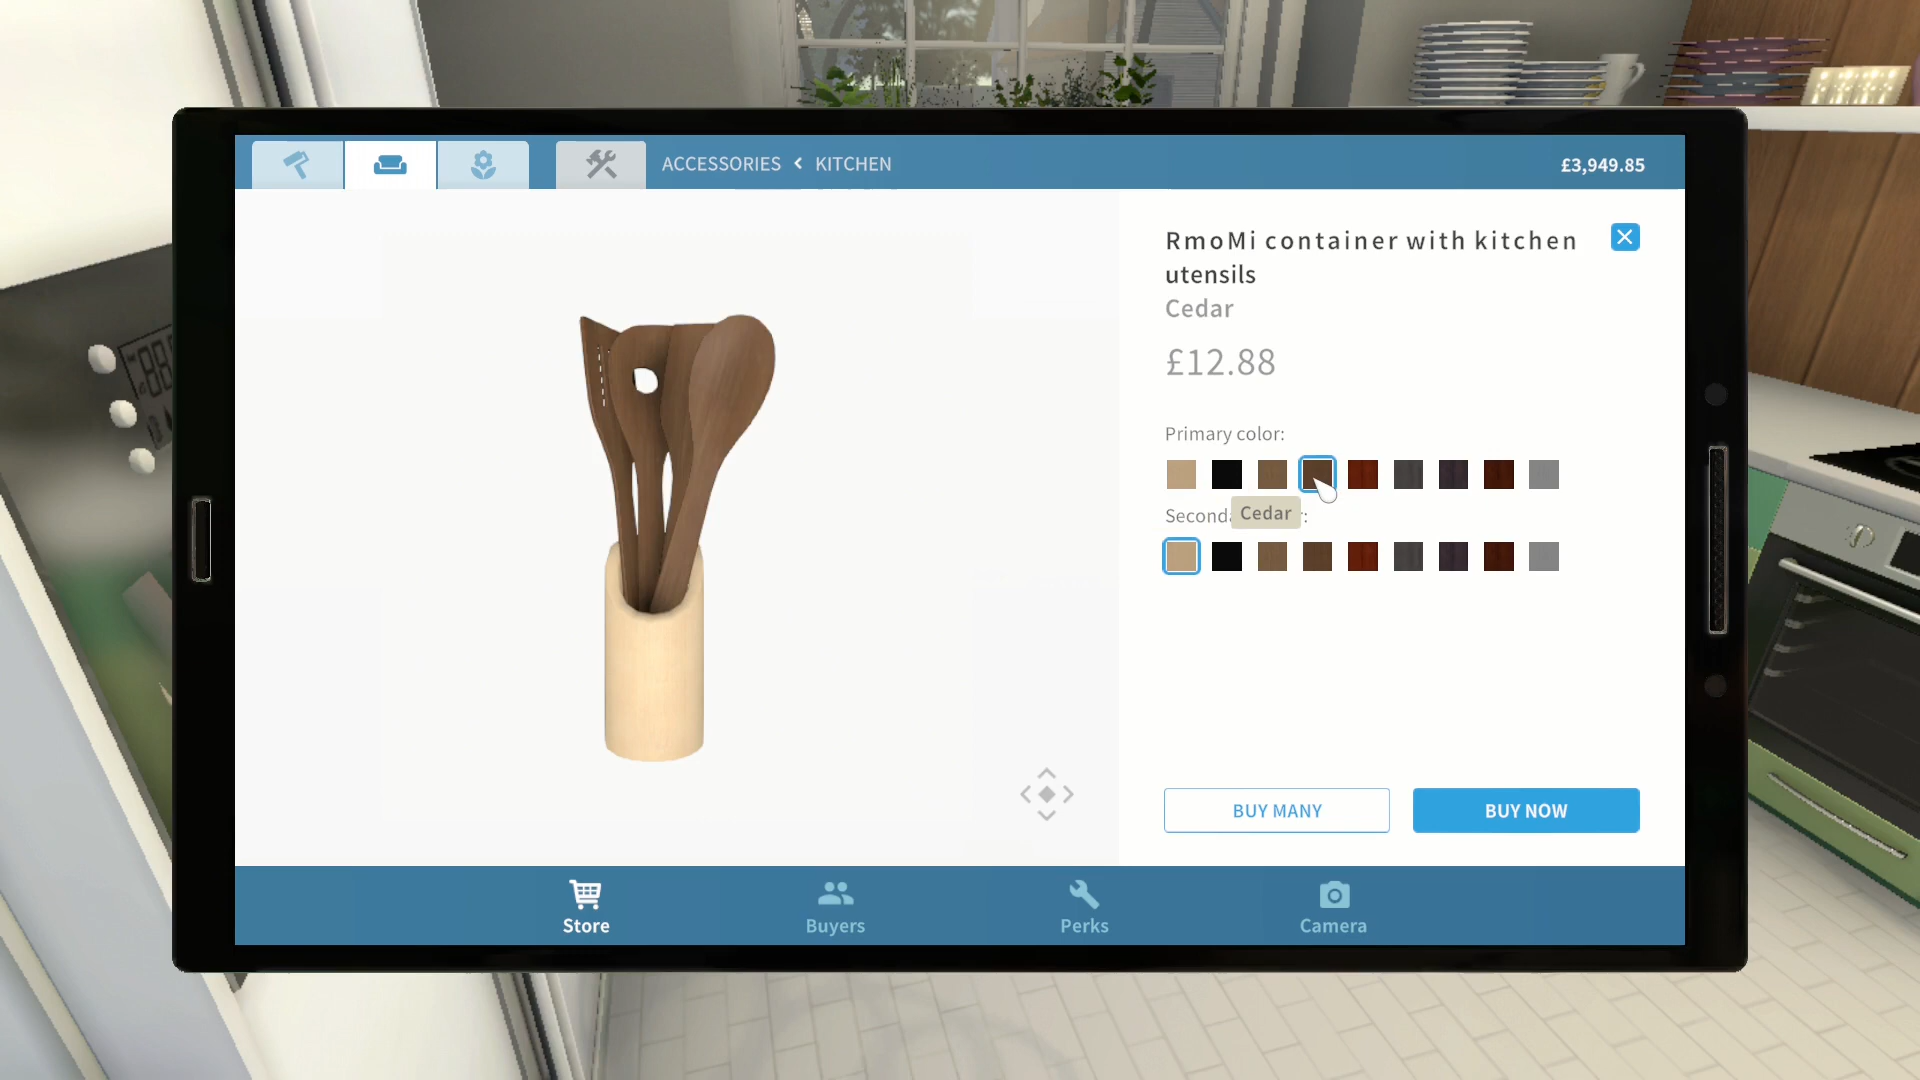 ACCESSORIES < KITCHEN
£3,949.85
RmoMi container with kitchen
utensils
Cedar
£12.88
Primary color:
Cedar
Second
:
BUY MANY
BUY NOW
Store
Buyers
Perks
Camera